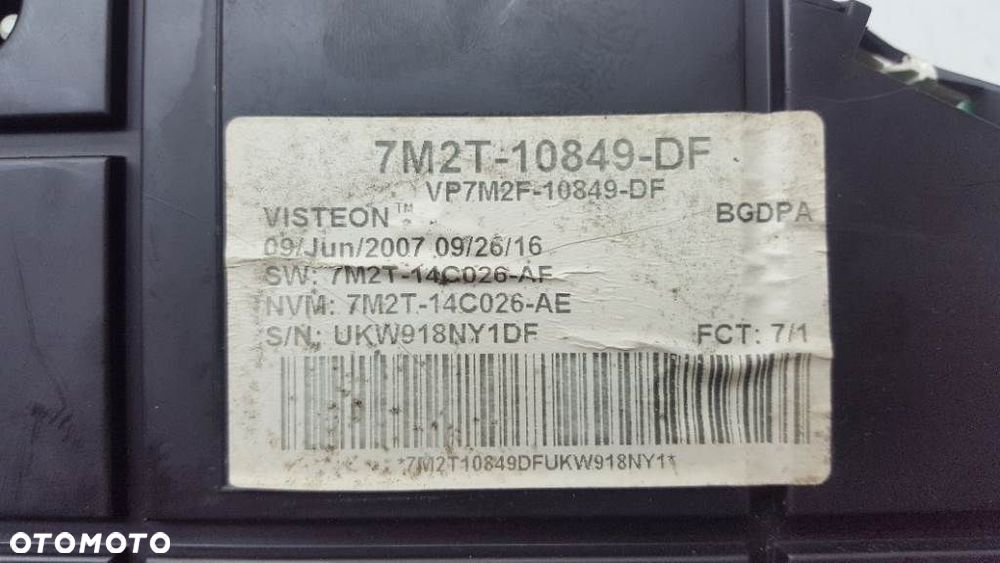 7M2T-10849-DF
VP7M2F-10849-DF
VISTEON™ BGDPA
09/Jun/2007 09/26/16
SW: 7M2T-14C026-AF
NVM: 7M2T-14C026-AE
S/N: UKW918NY1DF FCT: 7/1
*7M2T10849DFUKW918NY1*
OTOMOTO